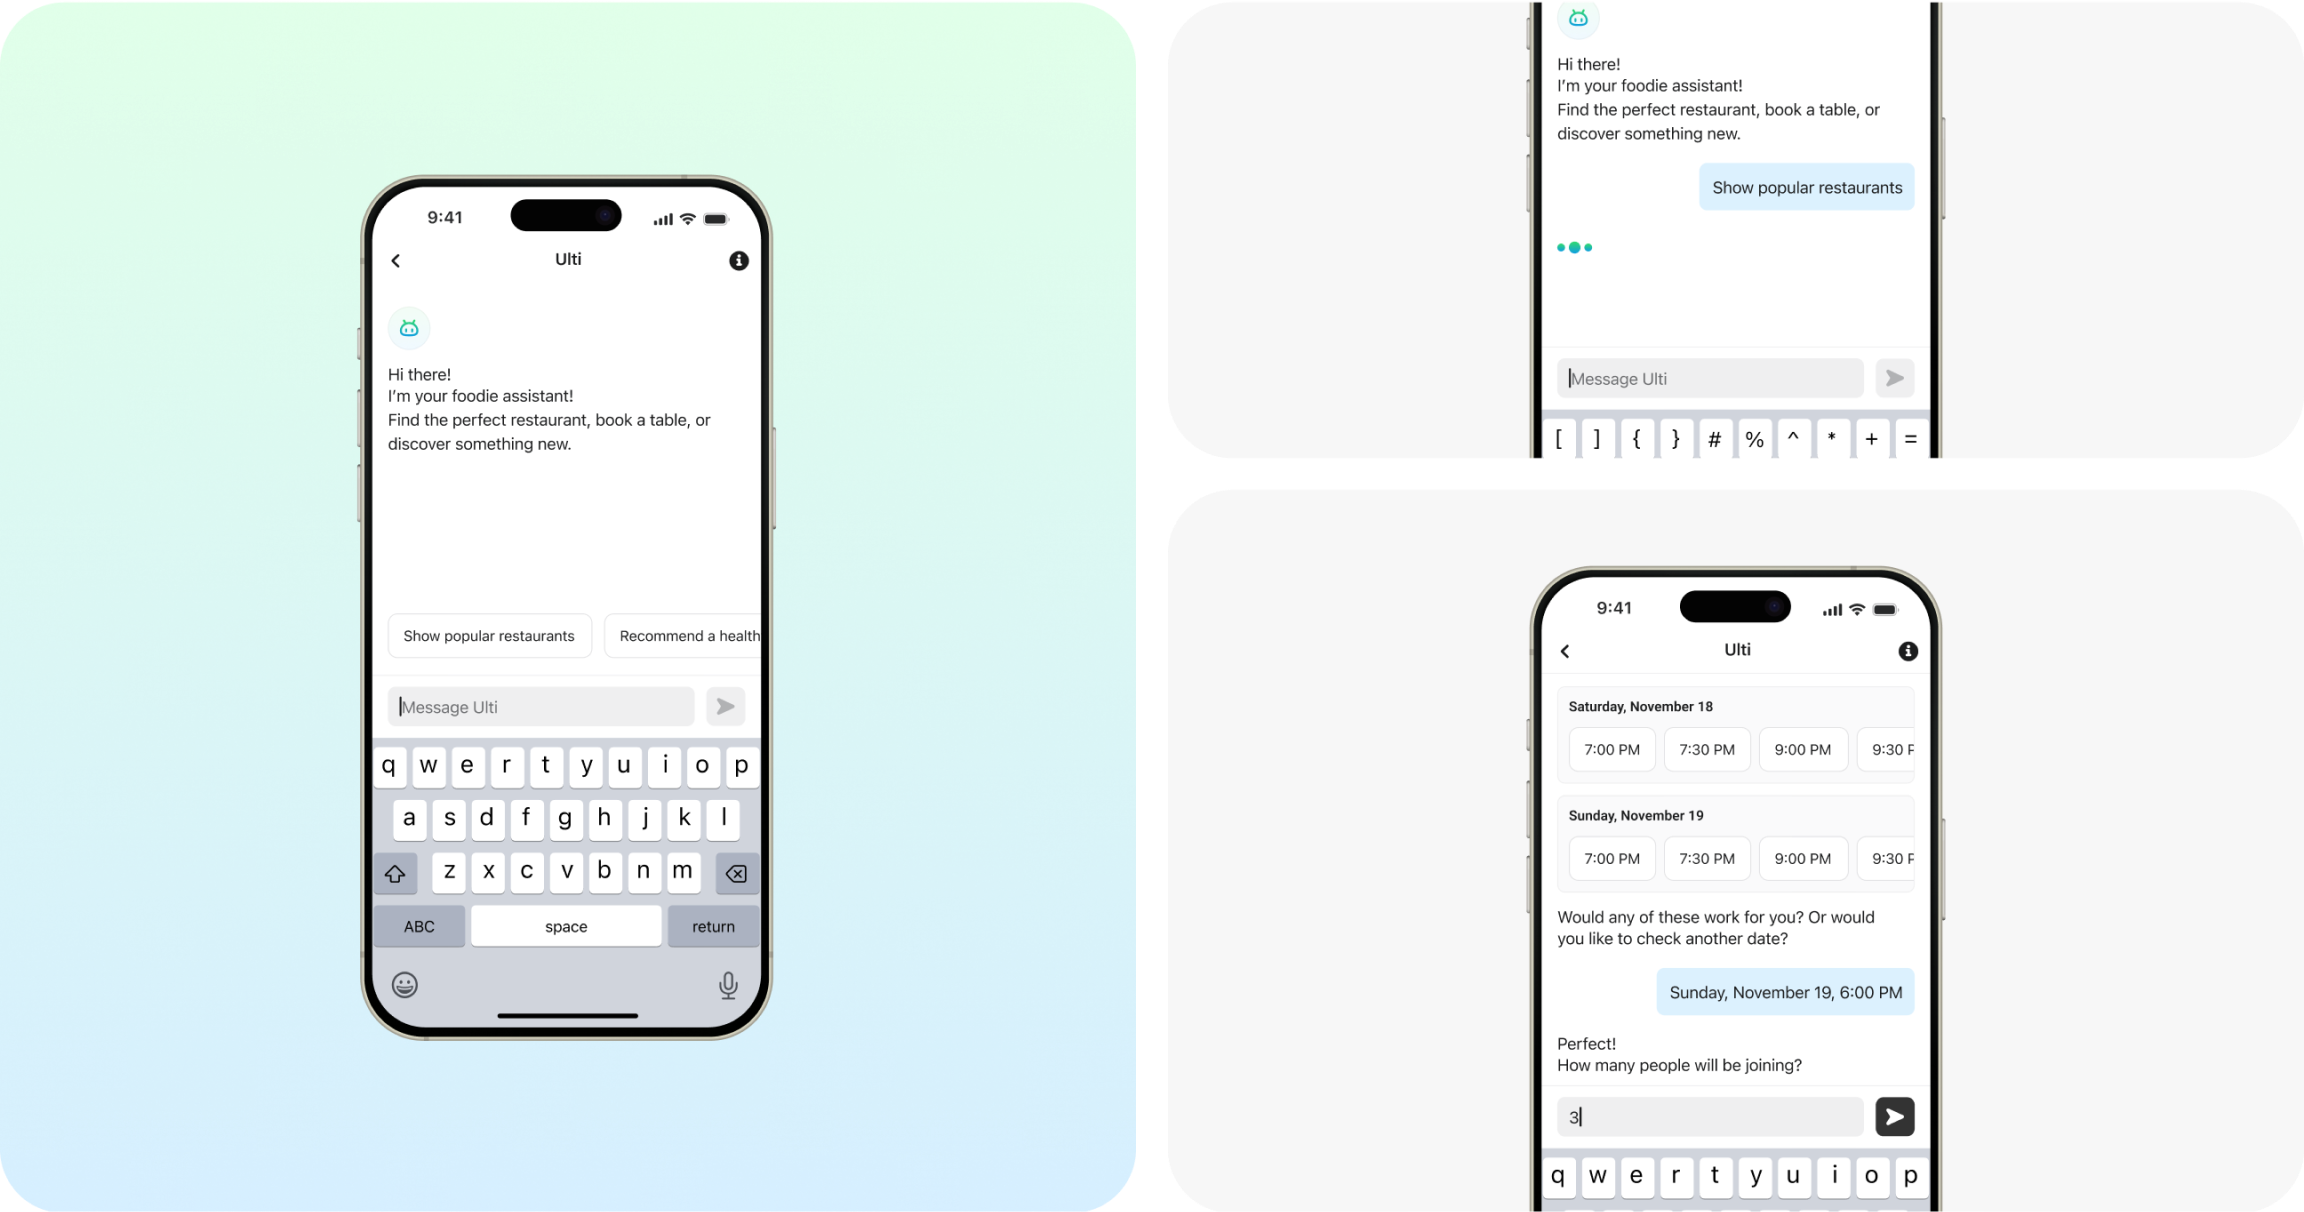 9:41
Ulti
Hi there!
I'm your foodie assistant!
Find the perfect restaurant, book a table, or
discover something new.
Show popular restaurants
Recommend a health
Message Ulti
q w e r t y u i o p
a s d f g h j k l
z x c v b n m
ABC space return
Hi there!
I'm your foodie assistant!
Find the perfect restaurant, book a table, or
discover something new.
Show popular restaurants
Message Ulti
[ ] { } # % ^ * + =
9:41
Ulti
Saturday, November 18
7:00 PM 7:30 PM 9:00 PM 9:30 P
Sunday, November 19
7:00 PM 7:30 PM 9:00 PM 9:30 P
Would any of these work for you? Or would
you like to check another date?
Sunday, November 19, 6:00 PM
Perfect!
How many people will be joining?
3
q w e r t y u i o p